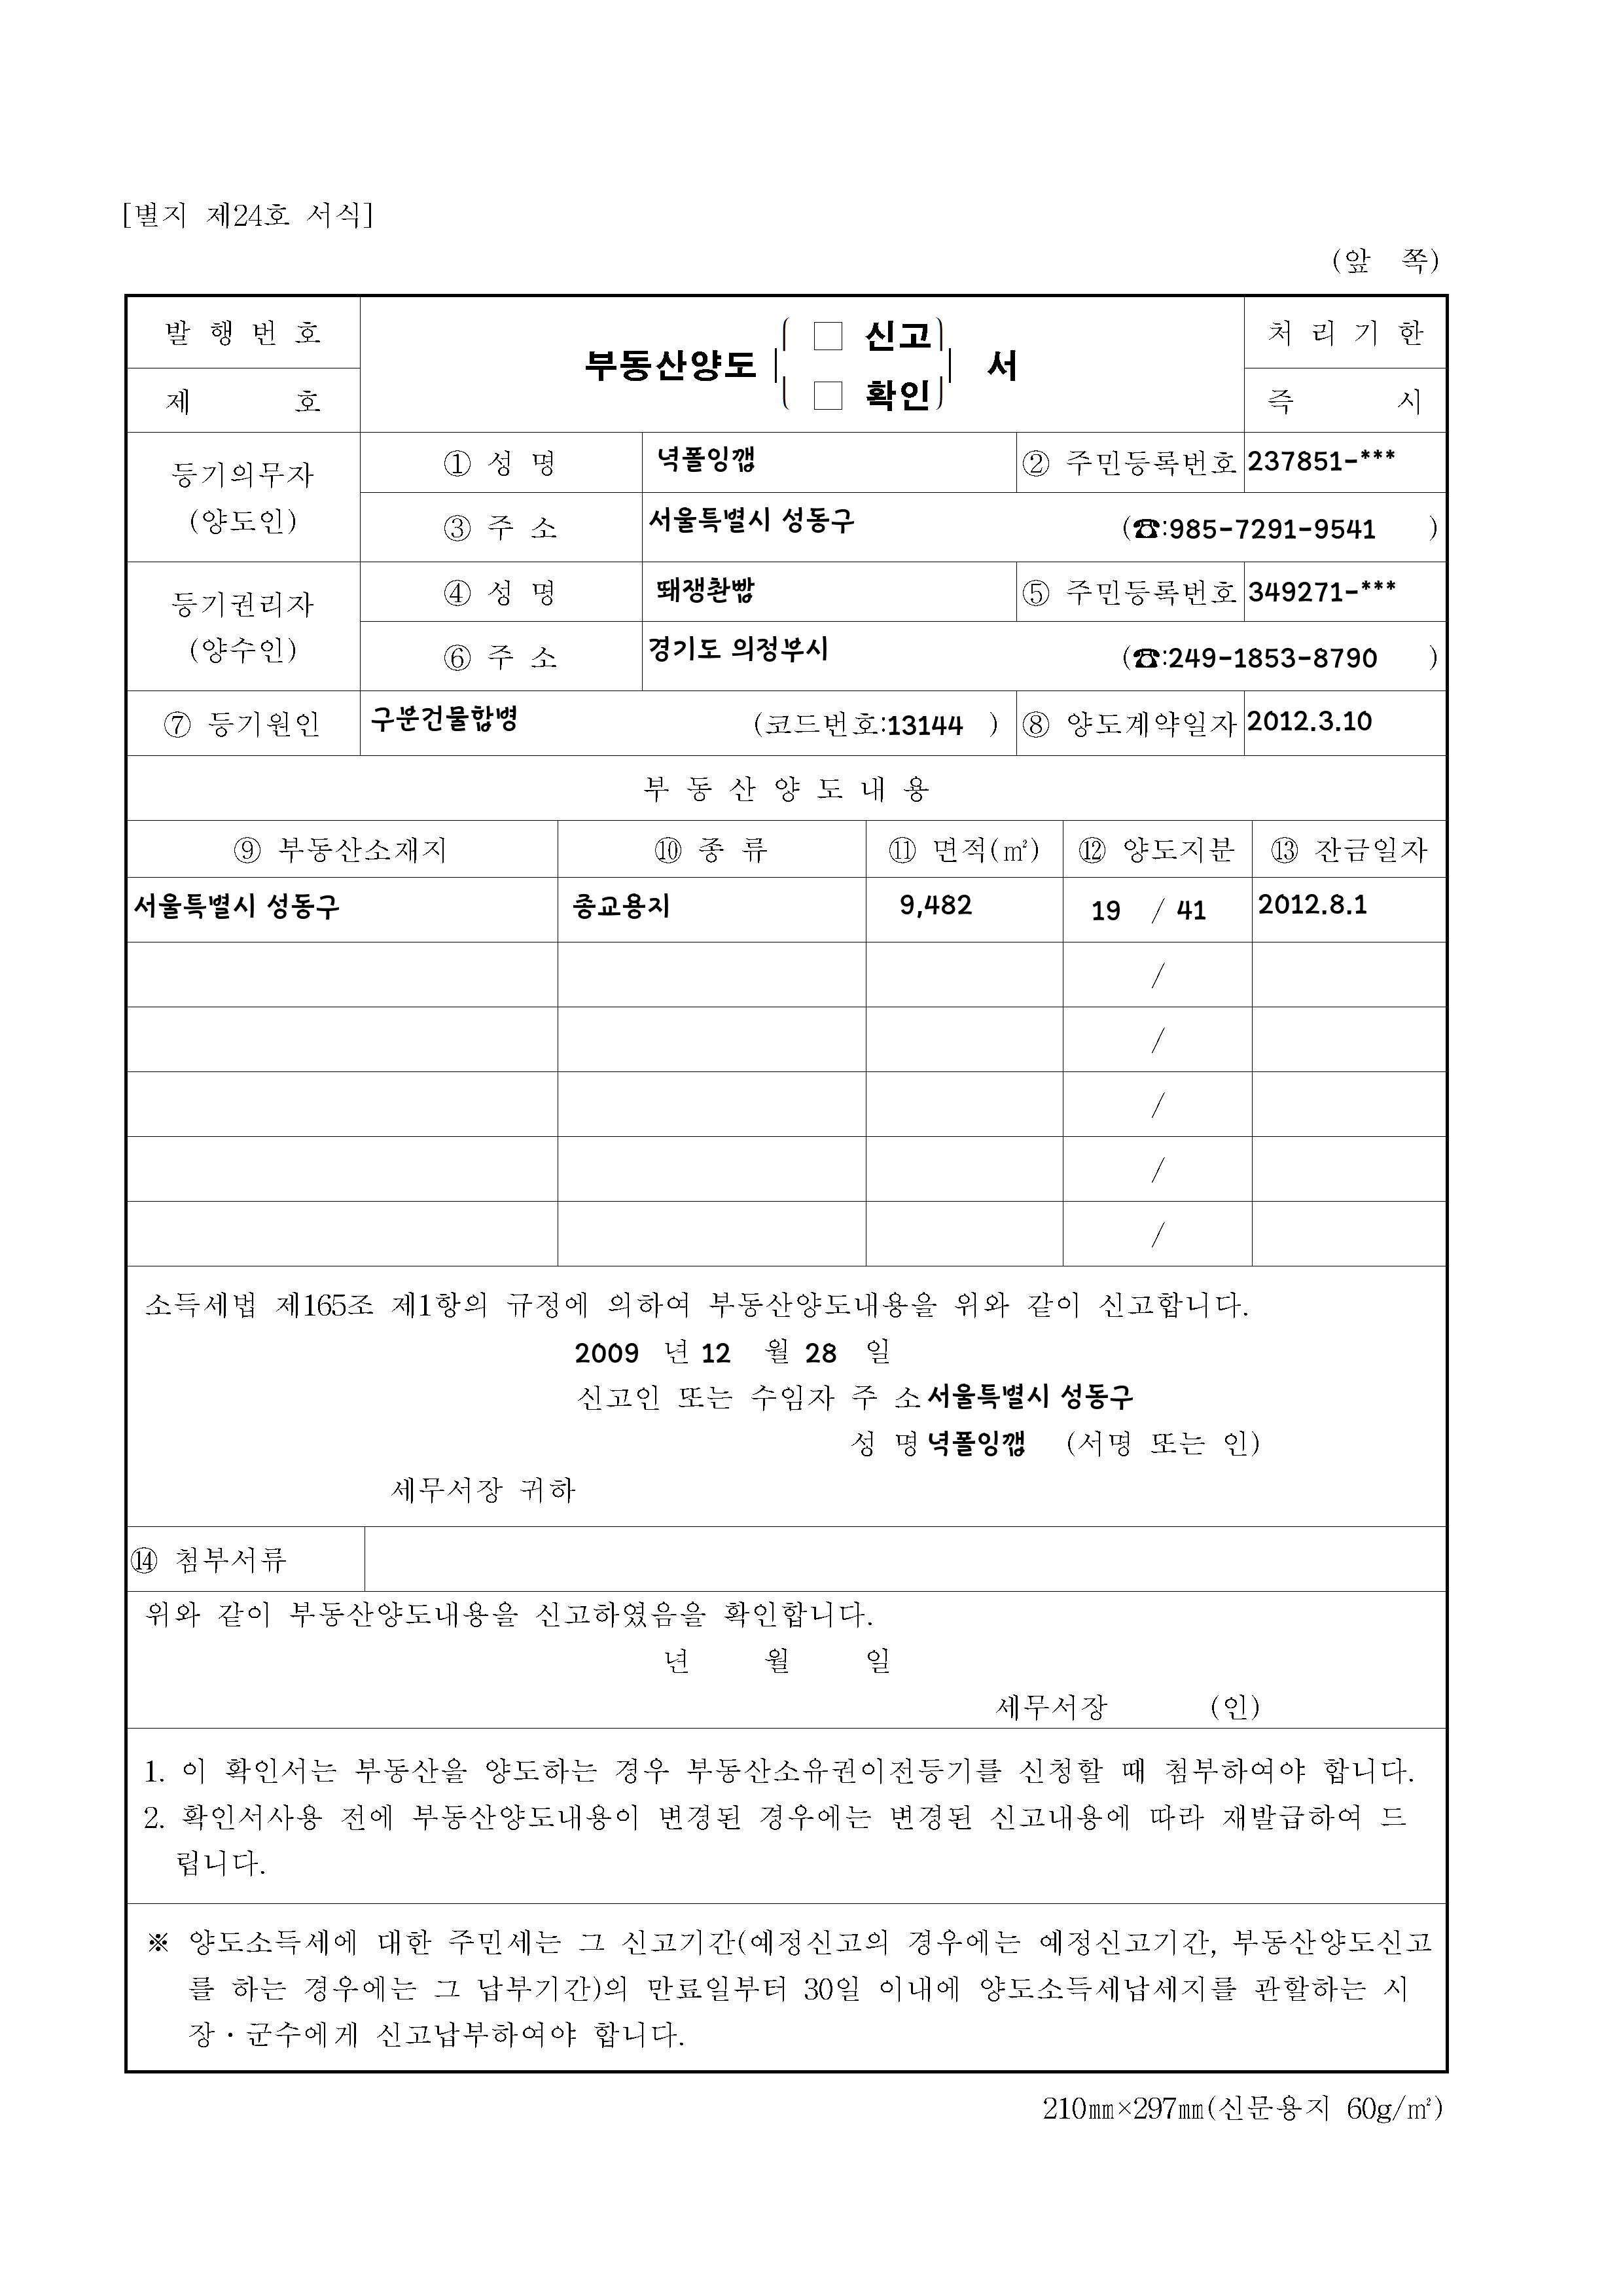 [별지 제24호 서식]
(앞 쪽)
발 행 번 호
제 호
부동산양도 □ 신고 □ 확인 서
처 리 기 한
즉 시
등기의무자
(양도인)
① 성 명 녁폴잉깹 ② 주민등록번호 237851-***
③ 주 소 서울특별시 성동구 (☎:985-7291-9541 )
등기권리자
(양수인)
④ 성 명 뙈쟁촨빱 ⑤ 주민등록번호 349271-***
⑥ 주 소 경기도 의정부시 (☎:249-1853-8790 )
⑦ 등기원인 구분건물합병 (코드번호:13144 ) ⑧ 양도계약일자 2012.3.10
부 동 산 양 도 내 용
⑨ 부동산소재지 ⑩ 종 류 ⑪ 면적(㎡) ⑫ 양도지분 ⑬ 잔금일자
서울특별시 성동구 종교용지 9,482 19 / 41 2012.8.1
/
/
/
/
/
소득세법 제165조 제1항의 규정에 의하여 부동산양도내용을 위와 같이 신고합니다.
2009 년 12 월 28 일
신고인 또는 수임자 주 소 서울특별시 성동구
성 명 녁폴잉깹 (서명 또는 인)
세무서장 귀하
⑭ 첨부서류
위와 같이 부동산양도내용을 신고하였음을 확인합니다.
년 월 일
세무서장 (인)
1. 이 확인서는 부동산을 양도하는 경우 부동산소유권이전등기를 신청할 때 첨부하여야 합니다.
2. 확인서사용 전에 부동산양도내용이 변경된 경우에는 변경된 신고내용에 따라 재발급하여 드
립니다.
※ 양도소득세에 대한 주민세는 그 신고기간(예정신고의 경우에는 예정신고기간, 부동산양도신고
를 하는 경우에는 그 납부기간)의 만료일부터 30일 이내에 양도소득세납세지를 관할하는 시
장·군수에게 신고납부하여야 합니다.
210㎜×297㎜(신문용지 60g/㎡)